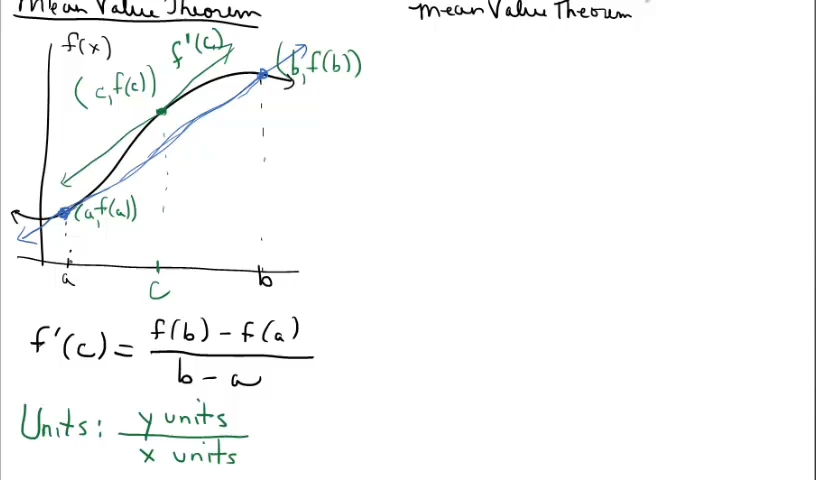 Mean Value Theorem
f(x)
f'(c)
(c,f(c))
(b,f(b))
(a,f(a))
a
c
b
f'(c) = f(b) - f(a)
b - a
Units: y units
x units
Mean Value Theorem